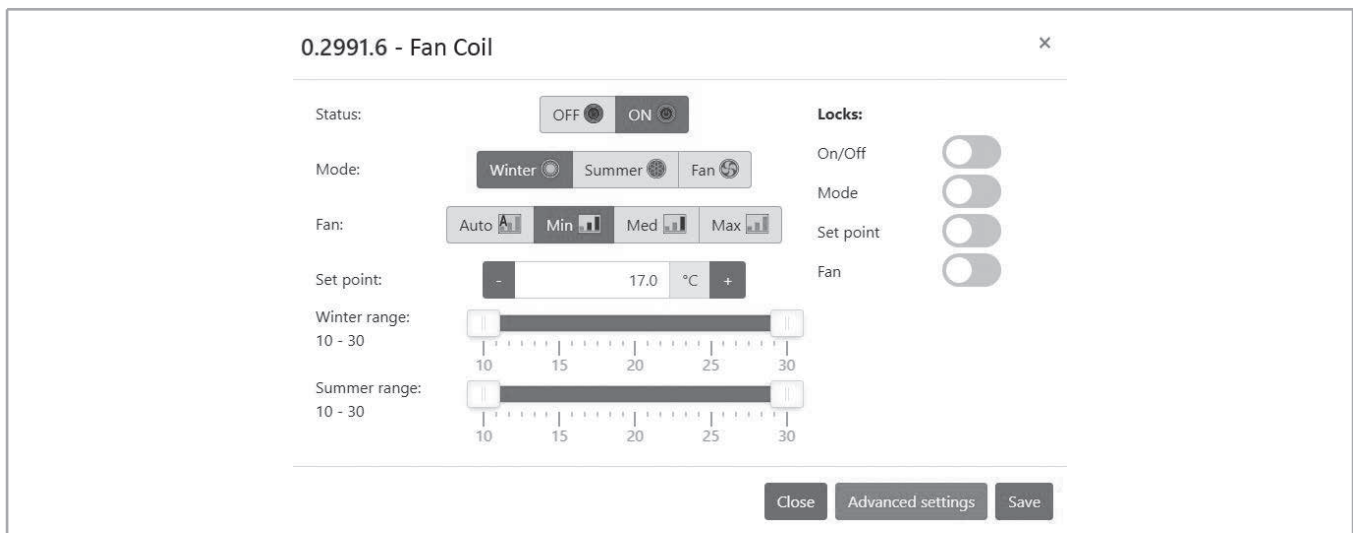 0.2991.6 - Fan Coil ×
Status: OFF ON
Mode: Winter Summer Fan
Fan: Auto A Min Med Max
Set point: - 17.0 °C +
Winter range:
10 - 30
10 15 20 25 30
Summer range:
10 - 30
10 15 20 25 30
Locks:
On/Off
Mode
Set point
Fan
Close Advanced settings Save